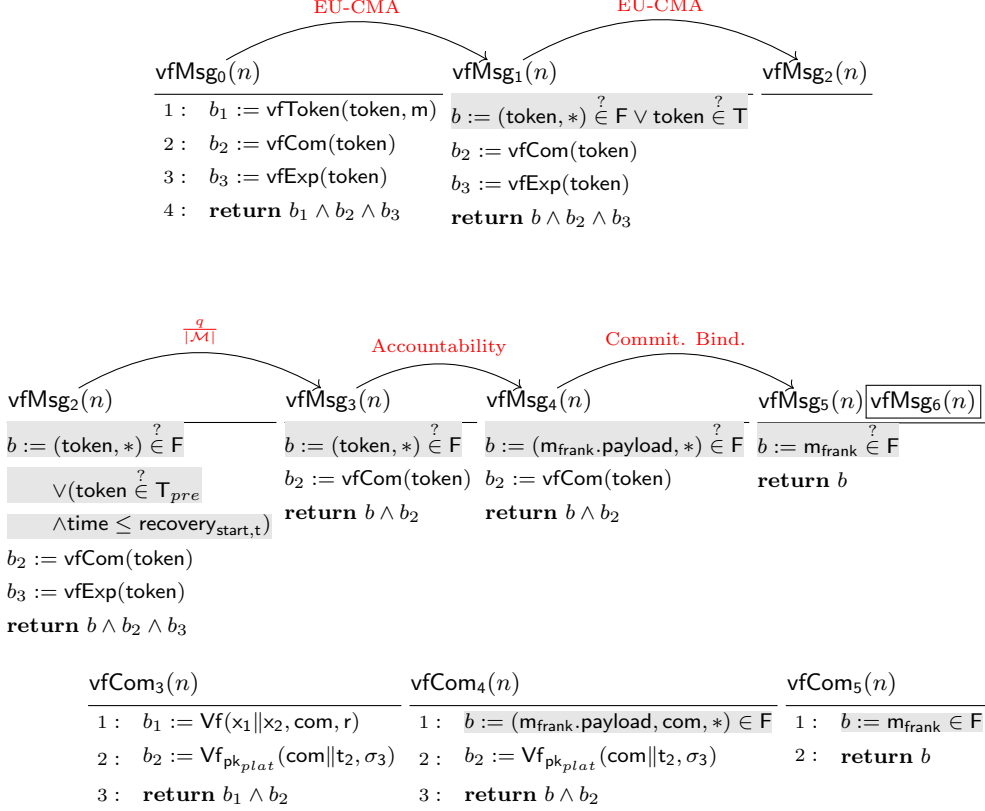 EU-CMA EU-CMA
vfMsg₀(n) vfMsg₁(n) vfMsg₂(n)
1 : b₁ := vfToken(token, m) b := (token, ∗) ∈? F ∨ token ∈? T
2 : b₂ := vfCom(token) b₂ := vfCom(token)
3 : b₃ := vfExp(token) b₃ := vfExp(token)
4 : return b₁ ∧ b₂ ∧ b₃ return b ∧ b₂ ∧ b₃
q/|M| Accountability Commit. Bind.
vfMsg₂(n) vfMsg₃(n) vfMsg₄(n) vfMsg₅(n) vfMsg₆(n)
b := (token, ∗) ∈? F b := (token, ∗) ∈? F b := (m_frank.payload, ∗) ∈? F b := m_frank ∈? F
∨(token ∈? T_pre b₂ := vfCom(token) b₂ := vfCom(token) return b
∧time ≤ recovery_start,t) return b ∧ b₂ return b ∧ b₂
b₂ := vfCom(token)
b₃ := vfExp(token)
return b ∧ b₂ ∧ b₃
vfCom₃(n) vfCom₄(n) vfCom₅(n)
1 : b₁ := Vf(x₁‖x₂, com, r) 1 : b := (m_frank.payload, com, ∗) ∈ F 1 : b := m_frank ∈ F
2 : b₂ := Vf_pk_plat(com‖t₂, σ₃) 2 : b₂ := Vf_pk_plat(com‖t₂, σ₃) 2 : return b
3 : return b₁ ∧ b₂ 3 : return b ∧ b₂